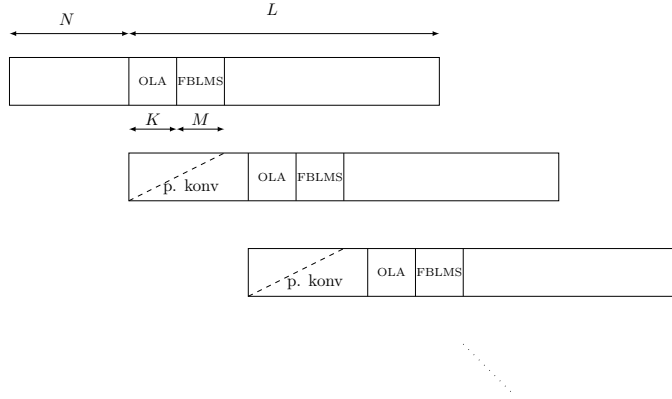 N L
OLA FBLMS
K M
p. konv OLA FBLMS
p. konv OLA FBLMS